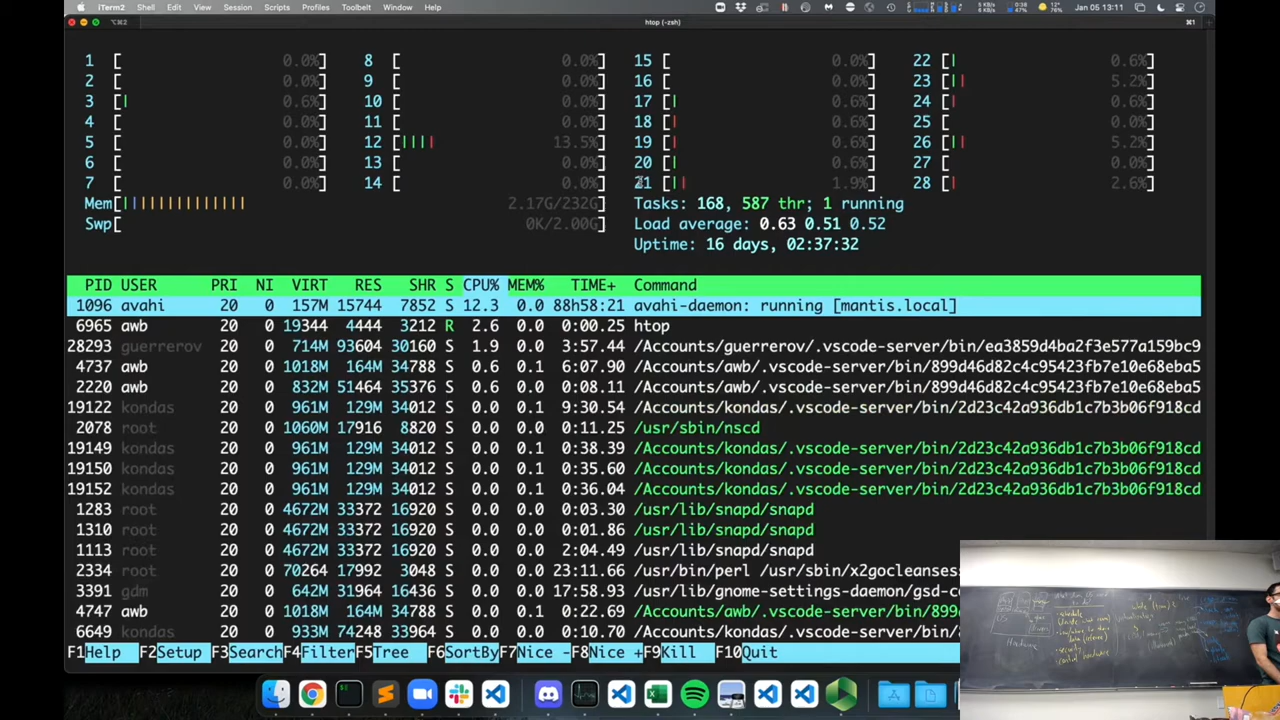 iTerm2 Shell Edit View Session Scripts Profiles Toolbelt Window Help 5 KB/s 0:38 12° Jan 05 13:11
5 KB/s 47% 76%
⌥⌘2 htop (-zsh) ⌘1
1 [ 0.0%] 8 [ 0.0%] 15 [ 0.0%] 22 [| 0.6%]
2 [ 0.0%] 9 [ 0.0%] 16 [ 0.0%] 23 [|| 5.2%]
3 [| 0.6%] 10 [ 0.0%] 17 [| 0.6%] 24 [| 0.6%]
4 [ 0.0%] 11 [ 0.0%] 18 [| 0.6%] 25 [ 0.0%]
5 [ 0.0%] 12 [|||| 13.5%] 19 [| 0.6%] 26 [|| 5.2%]
6 [ 0.0%] 13 [ 0.0%] 20 [| 0.6%] 27 [ 0.0%]
7 [ 0.0%] 14 [ 0.0%] 21 [|| 1.9%] 28 [| 2.6%]
Mem[|||||||||||||| 2.17G/232G] Tasks: 168, 587 thr; 1 running
Swp[ 0K/2.00G] Load average: 0.63 0.51 0.52
Uptime: 16 days, 02:37:32
PID USER PRI NI VIRT RES SHR S CPU% MEM% TIME+ Command
1096 avahi 20 0 157M 15744 7852 S 12.3 0.0 88h58:21 avahi-daemon: running [mantis.local]
6965 awb 20 0 19344 4444 3212 R 2.6 0.0 0:00.25 htop
28293 guerrerov 20 0 714M 93604 30160 S 1.9 0.0 3:57.44 /Accounts/guerrerov/.vscode-server/bin/ea3859d4ba2f3e577a159bc9
4737 awb 20 0 1018M 164M 34788 S 0.6 0.1 6:07.90 /Accounts/awb/.vscode-server/bin/899d46d82c4c95423fb7e10e68eba5
2220 awb 20 0 832M 51464 35376 S 0.6 0.0 0:08.11 /Accounts/awb/.vscode-server/bin/899d46d82c4c95423fb7e10e68eba5
19122 kondas 20 0 961M 129M 34012 S 0.0 0.1 9:30.54 /Accounts/kondas/.vscode-server/bin/2d23c42a936db1c7b3b06f918cd
2078 root 20 0 1060M 17916 8820 S 0.0 0.0 0:11.25 /usr/sbin/nscd
19149 kondas 20 0 961M 129M 34012 S 0.0 0.1 0:38.39 /Accounts/kondas/.vscode-server/bin/2d23c42a936db1c7b3b06f918cd
19150 kondas 20 0 961M 129M 34012 S 0.0 0.1 0:35.60 /Accounts/kondas/.vscode-server/bin/2d23c42a936db1c7b3b06f918cd
19152 kondas 20 0 961M 129M 34012 S 0.0 0.1 0:36.04 /Accounts/kondas/.vscode-server/bin/2d23c42a936db1c7b3b06f918cd
1283 root 20 0 4672M 33372 16920 S 0.0 0.0 0:03.30 /usr/lib/snapd/snapd
1310 root 20 0 4672M 33372 16920 S 0.0 0.0 0:01.86 /usr/lib/snapd/snapd
1113 root 20 0 4672M 33372 16920 S 0.0 0.0 2:04.49 /usr/lib/snapd/snapd
2334 root 20 0 70264 17992 3048 S 0.0 0.0 23:11.66 /usr/bin/perl /usr/sbin/x2gocleansess
3391 gdm 20 0 642M 31964 16436 S 0.0 0.0 17:58.93 /usr/lib/gnome-settings-daemon/gsd-c
4747 awb 20 0 1018M 164M 34788 S 0.0 0.1 0:22.69 /Accounts/awb/.vscode-server/bin/899
6649 kondas 20 0 933M 74248 33964 S 0.0 0.0 0:10.70 /Accounts/kondas/.vscode-server/bin/
F1Help F2Setup F3Search F4Filter F5Tree F6SortBy F7Nice - F8Nice + F9Kill F10Quit
OS
Hardware
schedule
security
control hardware